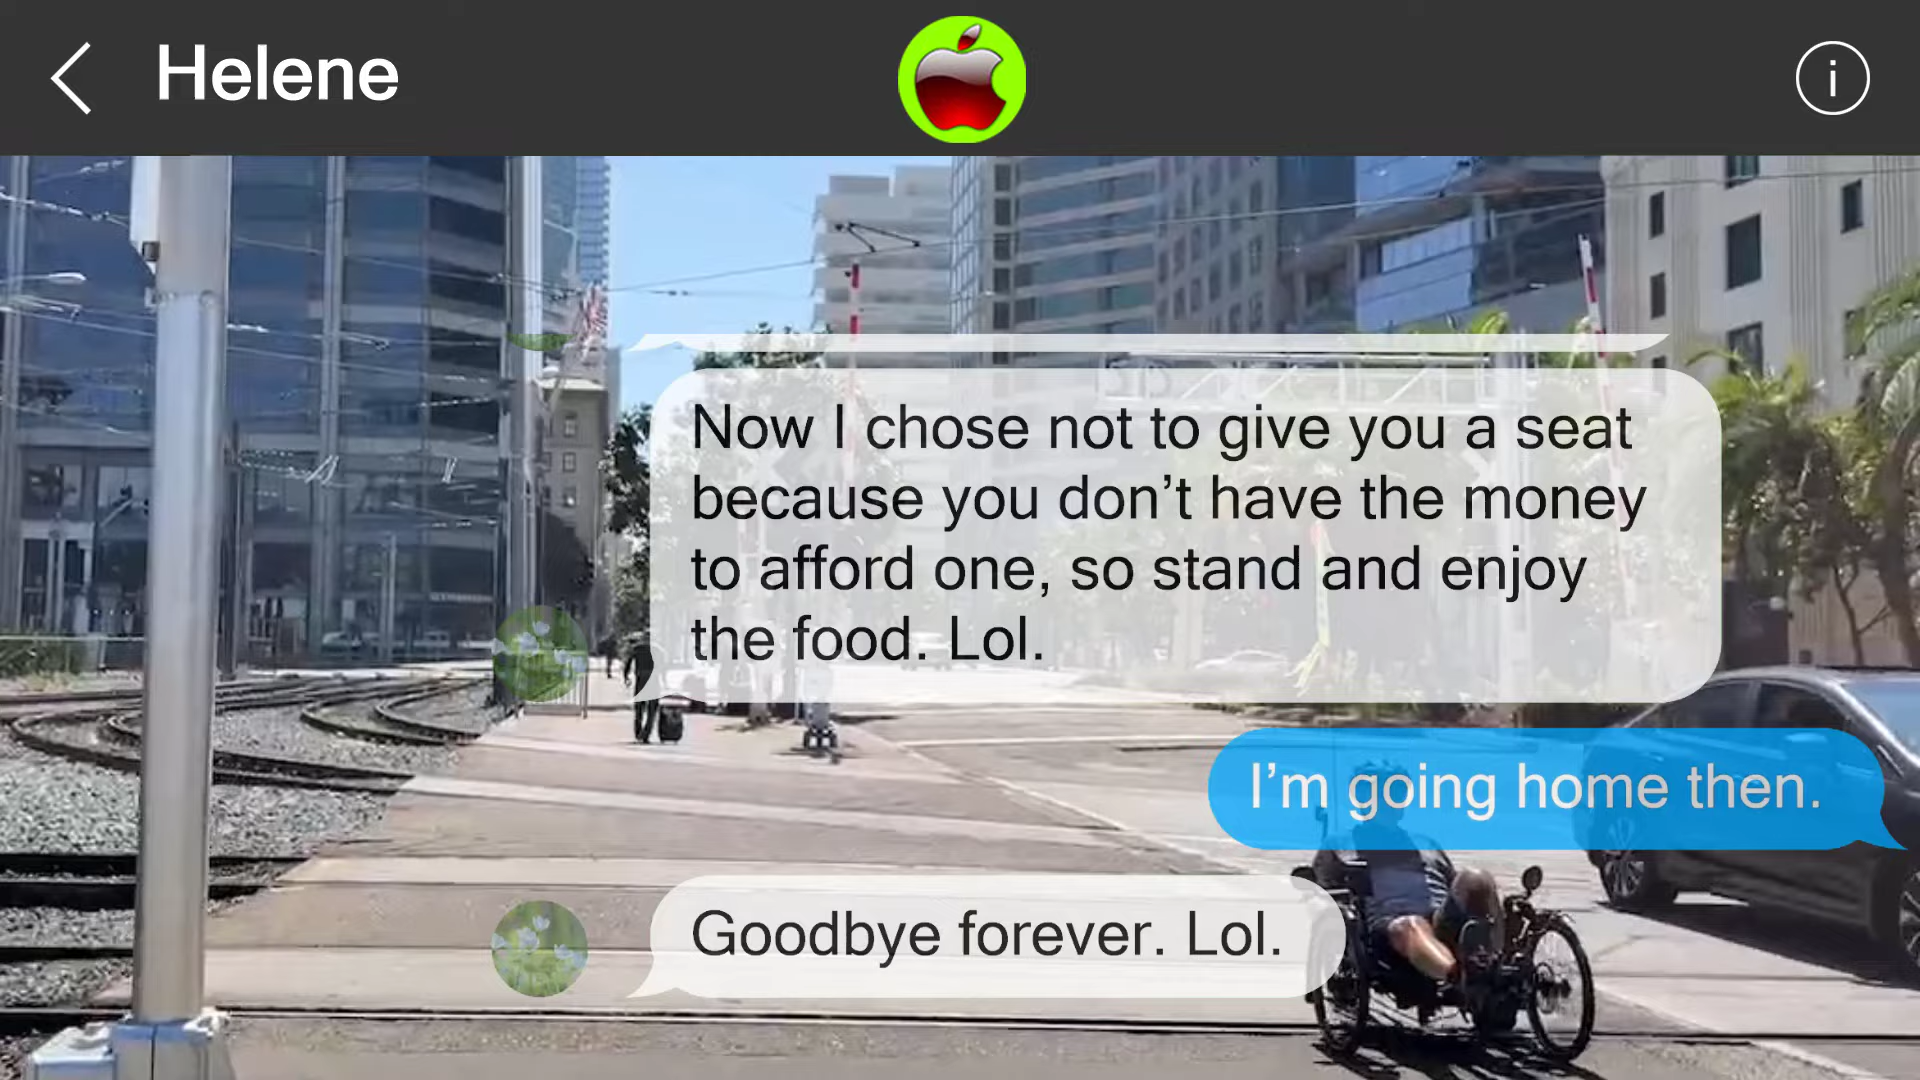 Helene
Now I chose not to give you a seat
because you don’t have the money
to afford one, so stand and enjoy
the food. Lol.
I’m going home then.
Goodbye forever. Lol.